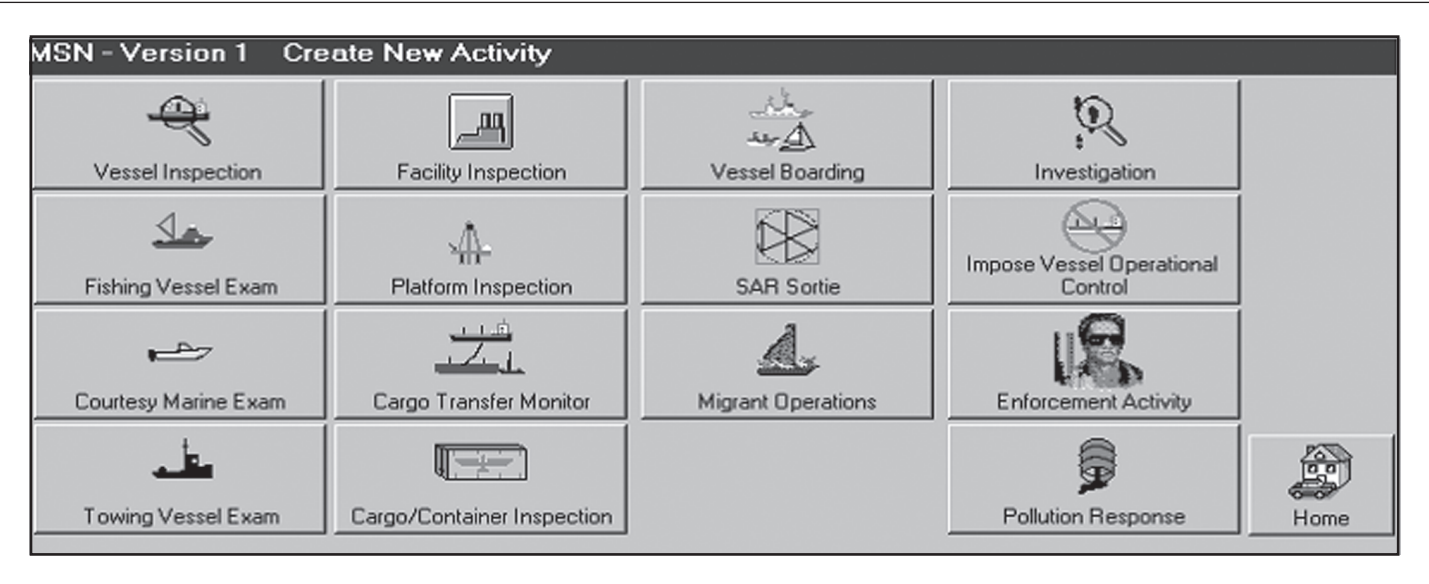 MSN - Version 1 Create New Activity
Vessel Inspection
Facility Inspection
Vessel Boarding
Investigation
Fishing Vessel Exam
Platform Inspection
SAR Sortie
Impose Vessel Operational
Control
Courtesy Marine Exam
Cargo Transfer Monitor
Migrant Operations
Enforcement Activity
Towing Vessel Exam
Cargo/Container Inspection
Pollution Response
Home